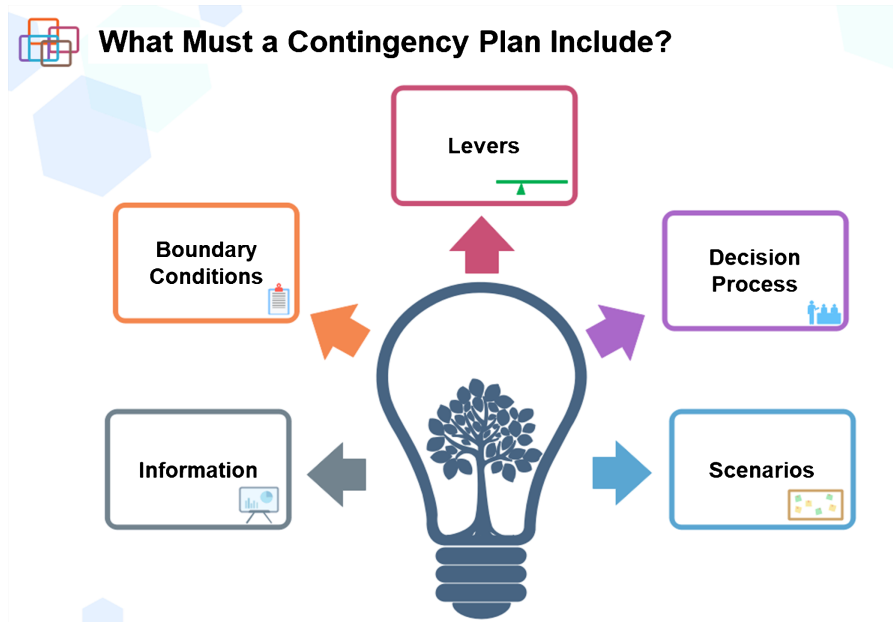 What Must a Contingency Plan Include?
Levers
Boundary
Conditions
Decision
Process
Information
Scenarios